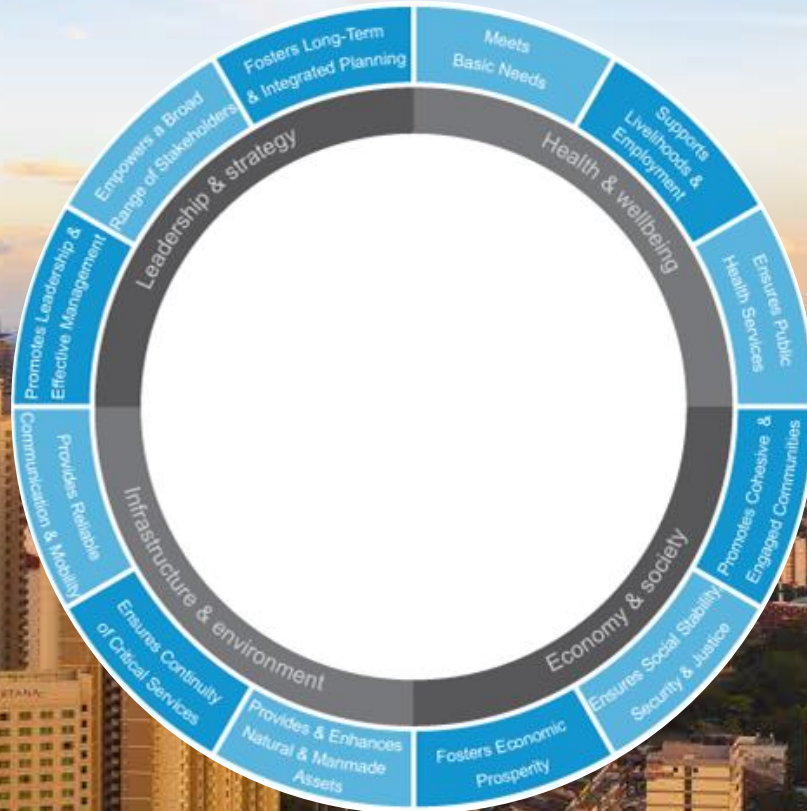 Meets
Basic Needs
Supports
Livelihoods &
Employment
Ensures Public
Health Services
Promotes Cohesive &
Engaged Communities
Ensures Social Stability
Security & Justice
Fosters Economic
Prosperity
Provides & Enhances
Natural & Manmade
Assets
Ensures Continuity
of Critical Services
Provides Reliable
Communication & Mobility
Promotes Leadership &
Effective Management
Empowers a Broad
Range of Stakeholders
Fosters Long-Term
& Integrated Planning
Health & wellbeing
Economy & society
Infrastructure & environment
Leadership & strategy